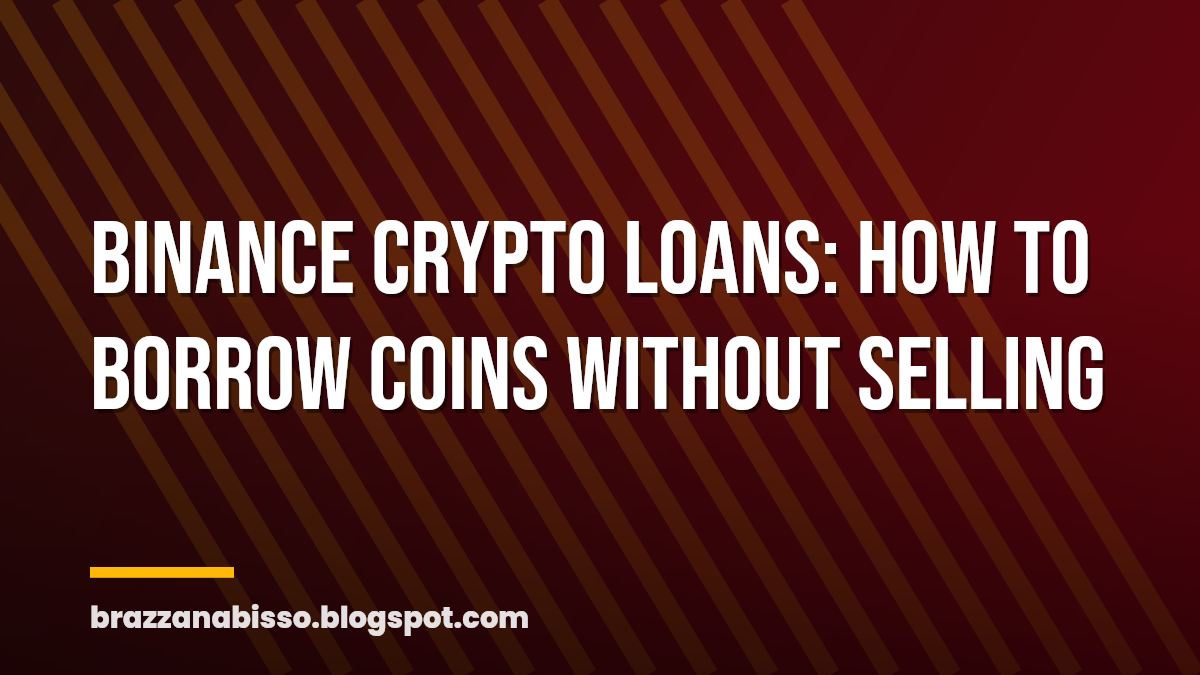 BINANCE CRYPTO LOANS: HOW TO
BORROW COINS WITHOUT SELLING
brazzanabisso.blogspot.com